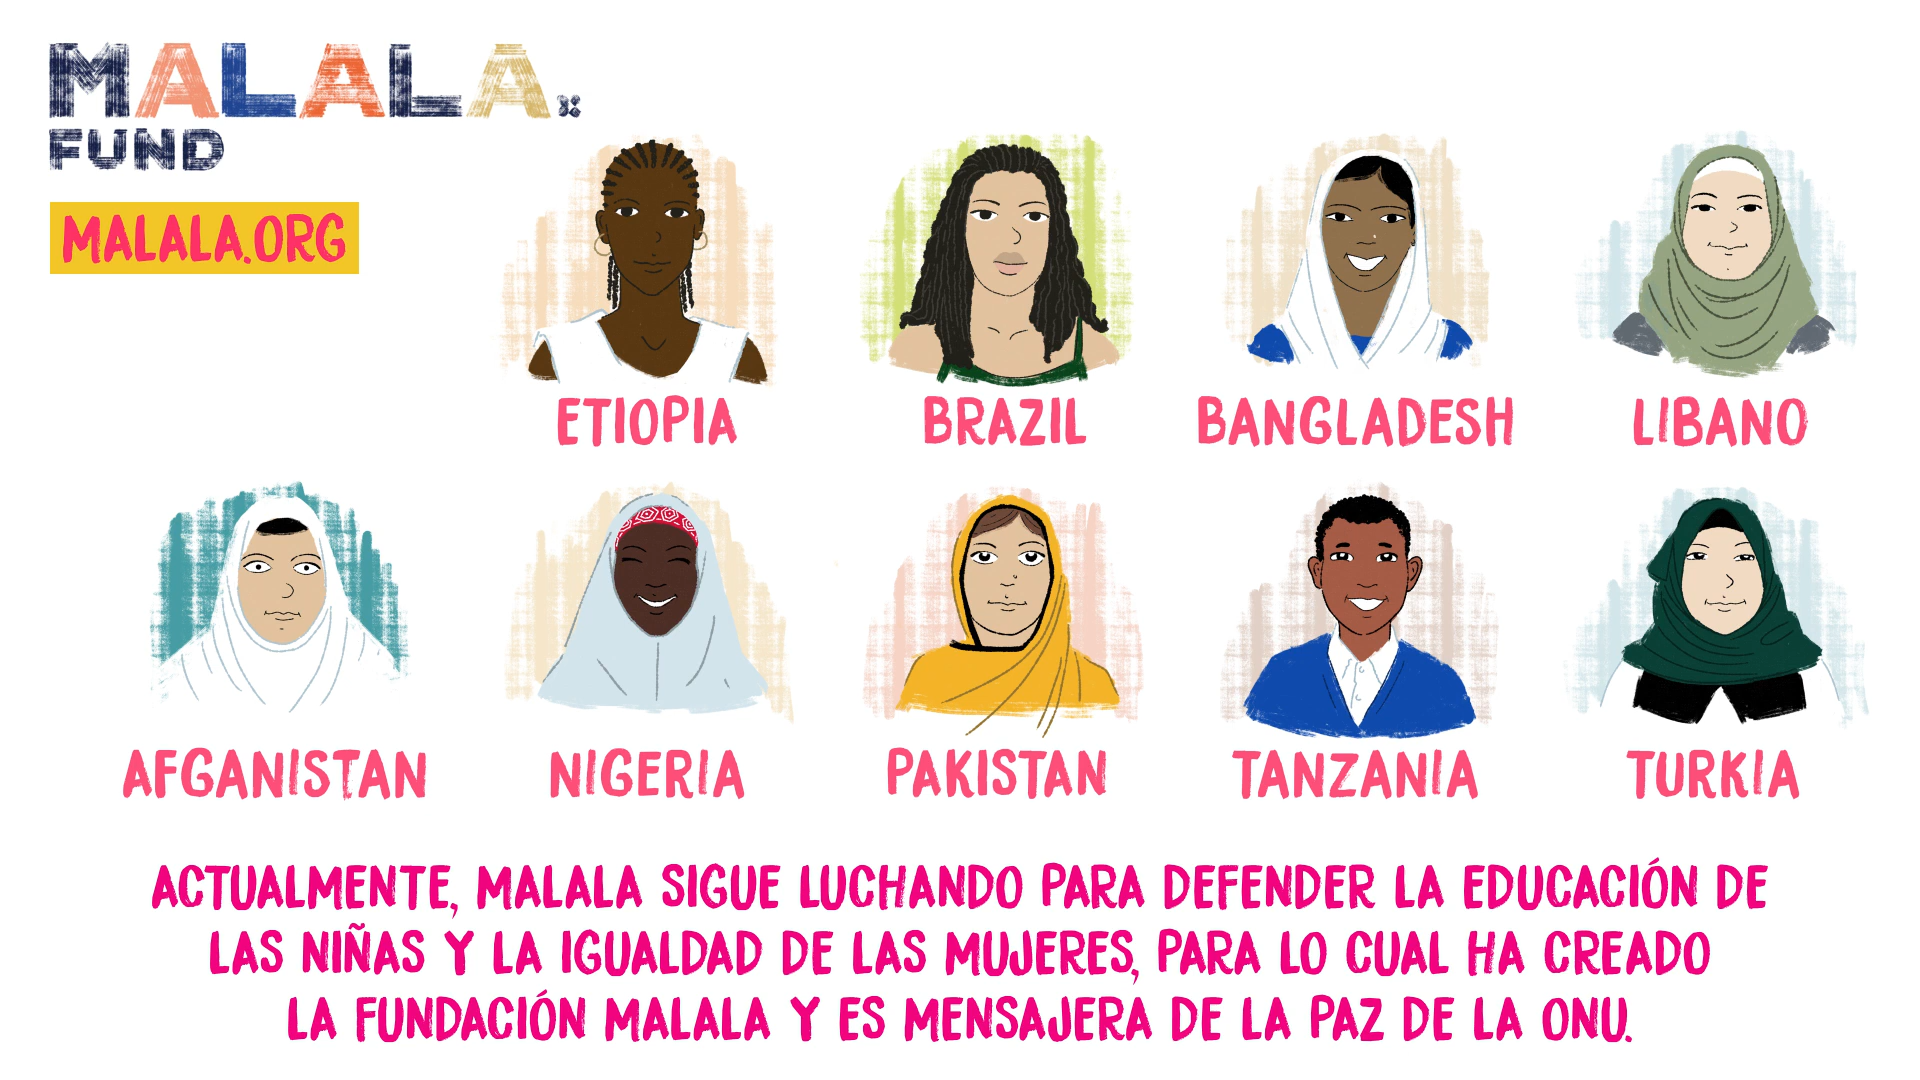 MALALA.
FUND
MALALA.ORG
ETIOPIA
BRAZIL
BANGLADESH
LIBANO
AFGANISTAN
NIGERIA
PAKISTAN
TANZANIA
TURKIA
ACTUALMENTE, MALALA SIGUE LUCHANDO PARA DEFENDER LA EDUCACIÓN DE
LAS NIÑAS Y LA IGUALDAD DE LAS MUJERES, PARA LO CUAL HA CREADO
LA FUNDACIÓN MALALA Y ES MENSAJERA DE LA PAZ DE LA ONU.